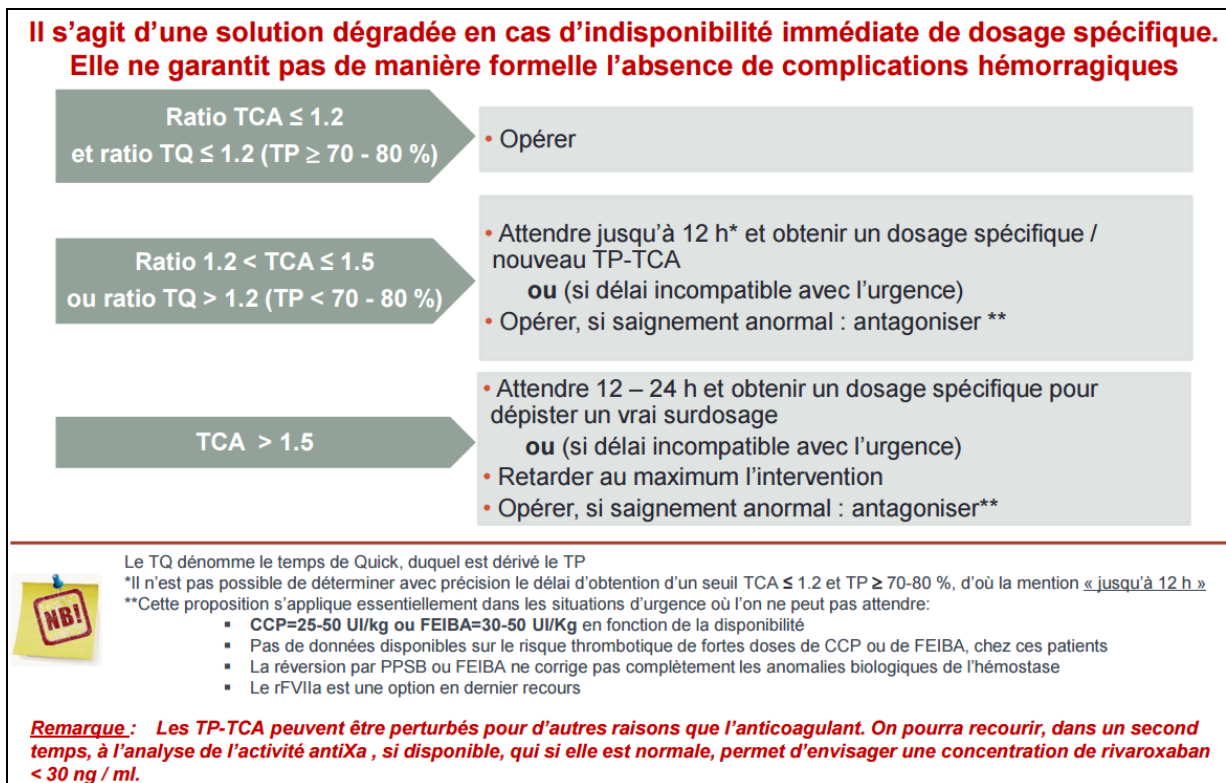 Il s’agit d’une solution dégradée en cas d’indisponibilité immédiate de dosage spécifique.
Elle ne garantit pas de manière formelle l’absence de complications hémorragiques
Ratio TCA ≤ 1.2
et ratio TQ ≤ 1.2 (TP ≥ 70 - 80 %)
• Opérer
Ratio 1.2 < TCA ≤ 1.5
ou ratio TQ > 1.2 (TP < 70 - 80 %)
• Attendre jusqu’à 12 h* et obtenir un dosage spécifique /
nouveau TP-TCA
ou (si délai incompatible avec l’urgence)
• Opérer, si saignement anormal : antagoniser **
TCA > 1.5
• Attendre 12 – 24 h et obtenir un dosage spécifique pour
dépister un vrai surdosage
ou (si délai incompatible avec l’urgence)
• Retarder au maximum l’intervention
• Opérer, si saignement anormal : antagoniser**
NB!
Le TQ dénomme le temps de Quick, duquel est dérivé le TP
*Il n’est pas possible de déterminer avec précision le délai d’obtention d’un seuil TCA ≤ 1.2 et TP ≥ 70-80 %, d’où la mention « jusqu’à 12 h »
**Cette proposition s’applique essentiellement dans les situations d’urgence où l’on ne peut pas attendre:
▪ CCP=25-50 UI/kg ou FEIBA=30-50 UI/Kg en fonction de la disponibilité
▪ Pas de données disponibles sur le risque thrombotique de fortes doses de CCP ou de FEIBA, chez ces patients
▪ La réversion par PPSB ou FEIBA ne corrige pas complètement les anomalies biologiques de l’hémostase
▪ Le rFVIIa est une option en dernier recours
Remarque : Les TP-TCA peuvent être perturbés pour d’autres raisons que l’anticoagulant. On pourra recourir, dans un second
temps, à l’analyse de l’activité antiXa , si disponible, qui si elle est normale, permet d’envisager une concentration de rivaroxaban
< 30 ng / ml.